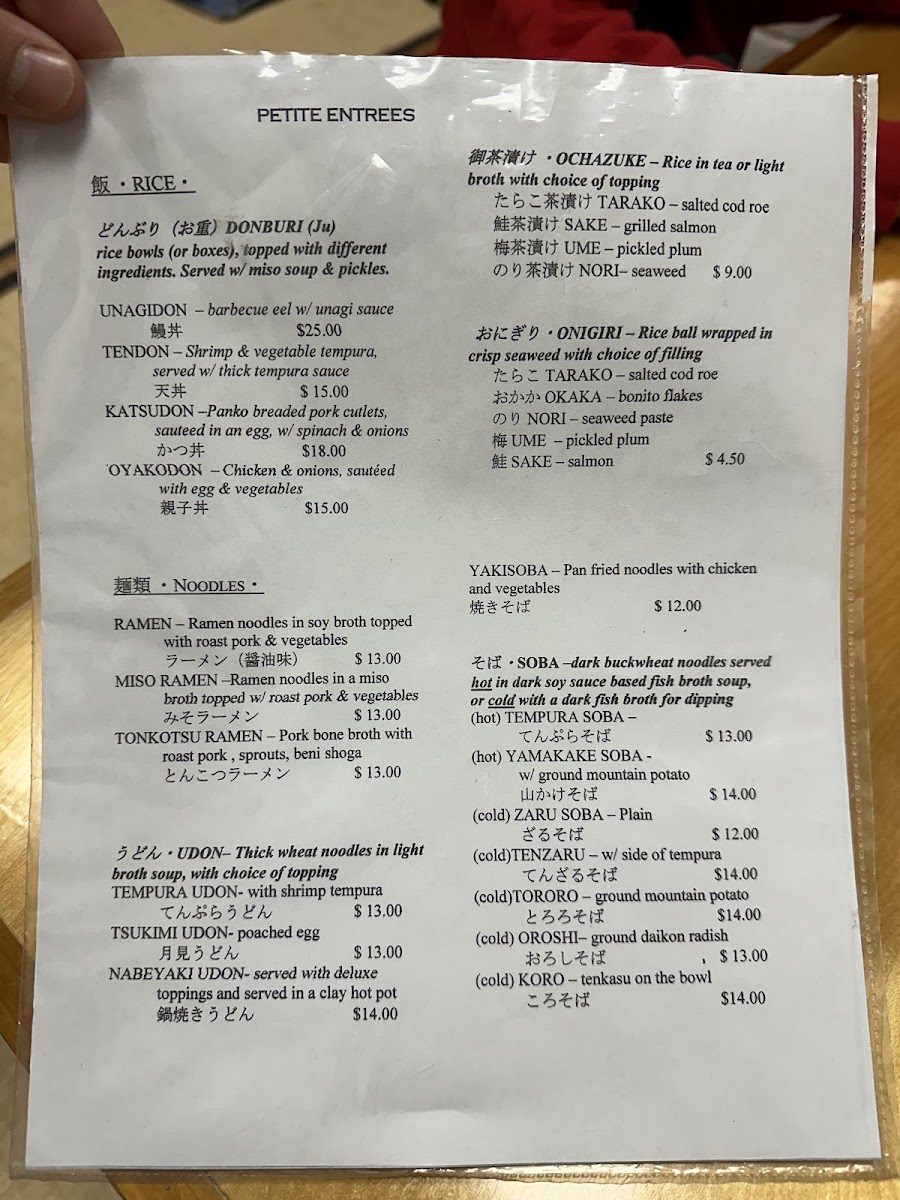 PETITE ENTREES
飯 ・RICE・
どんぶり（お重）DONBURI (Ju)
rice bowls (or boxes), topped with different
ingredients. Served w/ miso soup & pickles.
UNAGIDON – barbecue eel w/ unagi sauce
鰻丼 $25.00
TENDON – Shrimp & vegetable tempura,
served w/ thick tempura sauce
天丼 $ 15.00
KATSUDON –Panko breaded pork cutlets,
sauteed in an egg, w/ spinach & onions
かつ丼 $18.00
OYAKODON – Chicken & onions, sautéed
with egg & vegetables
親子丼 $15.00
麺類 ・NOODLES・
RAMEN – Ramen noodles in soy broth topped
with roast pork & vegetables
ラーメン（醤油味） $ 13.00
MISO RAMEN –Ramen noodles in a miso
broth topped w/ roast pork & vegetables
みそラーメン $ 13.00
TONKOTSU RAMEN – Pork bone broth with
roast pork , sprouts, beni shoga
とんこつラーメン $ 13.00
うどん・UDON– Thick wheat noodles in light
broth soup, with choice of topping
TEMPURA UDON- with shrimp tempura
てんぷらうどん $ 13.00
TSUKIMI UDON- poached egg
月見うどん $ 13.00
NABEYAKI UDON- served with deluxe
toppings and served in a clay hot pot
鍋焼きうどん $14.00
御茶漬け ・OCHAZUKE – Rice in tea or light
broth with choice of topping
たらこ茶漬け TARAKO – salted cod roe
鮭茶漬け SAKE – grilled salmon
梅茶漬け UME – pickled plum
のり茶漬け NORI– seaweed $ 9.00
おにぎり・ONIGIRI – Rice ball wrapped in
crisp seaweed with choice of filling
たらこ TARAKO – salted cod roe
おかか OKAKA – bonito flakes
のり NORI – seaweed paste
梅 UME – pickled plum
鮭 SAKE – salmon $ 4.50
YAKISOBA – Pan fried noodles with chicken
and vegetables
焼きそば $ 12.00
そば・SOBA –dark buckwheat noodles served
hot in dark soy sauce based fish broth soup,
or cold with a dark fish broth for dipping
(hot) TEMPURA SOBA –
てんぷらそば $ 13.00
(hot) YAMAKAKE SOBA -
w/ ground mountain potato
山かけそば $ 14.00
(cold) ZARU SOBA – Plain
ざるそば $ 12.00
(cold)TENZARU – w/ side of tempura
てんざるそば $14.00
(cold)TORORO – ground mountain potato
とろろそば $14.00
(cold) OROSHI– ground daikon radish
おろしそば $ 13.00
(cold) KORO – tenkasu on the bowl
ころそば $14.00